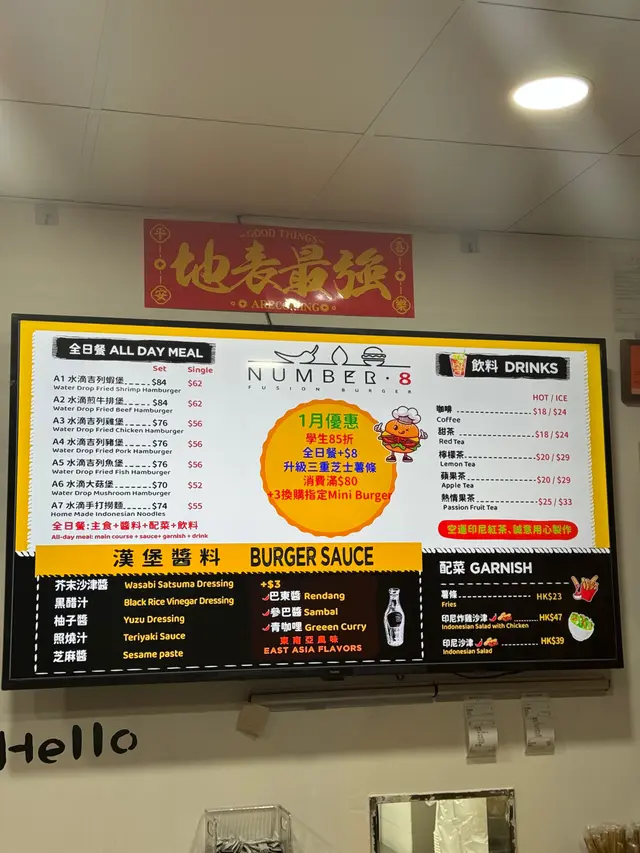 GOOD THINGS
平安
地表最強
喜樂
ARE COMING
全日餐 ALL DAY MEAL
Set Single
A1 水滴吉列蝦堡 $84 $62
Water Drop Fried Shrimp Hamburger
A2 水滴煎牛排堡 $84 $62
Water Drop Fried Beef Hamburger
A3 水滴吉列雞堡 $76 $56
Water Drop Fried Chicken Hamburger
A4 水滴吉列豬堡 $76 $56
Water Drop Fried Pork Hamburger
A5 水滴吉列魚堡 $76 $56
Water Drop Fried Fish Hamburger
A6 水滴大菇堡 $70 $52
Water Drop Mushroom Hamburger
A7 水滴手打撈麵 $74 $55
Home Made Indonesian Noodles
全日餐:主食+醬料+配菜+飲料
All-day meal: main course + sauce+ garnish + drink
NUMBER·8
FUSION BURGER
1月優惠
學生85折
全日餐+$8
升級三重芝士薯條
消費滿$80
+3換購指定Mini Burger
飲料 DRINKS
HOT / ICE
咖啡 $18 / $24
Coffee
甜茶 $18 / $24
Red Tea
檸檬茶 $20 / $29
Lemon Tea
蘋果茶 $20 / $29
Apple Tea
熱情果茶 $25 / $33
Passion Fruit Tea
空運印尼紅茶、誠意用心製作
漢堡醬料 BURGER SAUCE
芥末沙津醬 Wasabi Satsuma Dressing
黑醋汁 Black Rice Vinegar Dressing
柚子醬 Yuzu Dressing
照燒汁 Teriyaki Sauce
芝麻醬 Sesame paste
+$3
巴東醬 Rendang
參巴醬 Sambal
青咖哩 Greeen Curry
東南亞風味
EAST ASIA FLAVORS
配菜 GARNISH
薯條 HK$23
Fries
印尼炸雞沙津 HK$47
Indonesian Salad with Chicken
印尼沙津 HK$39
Indonesian Salad
Hello